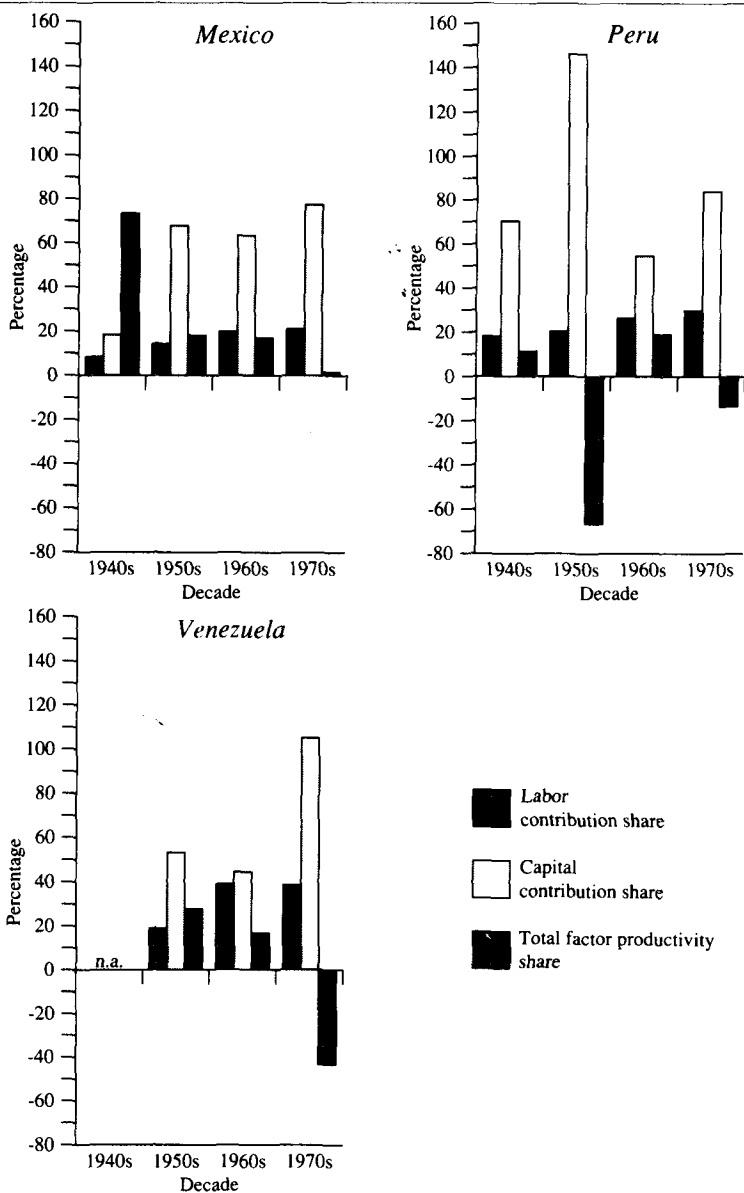 Mexico
160
140
120
100
80
60
40
20
0
-20
-40
-60
-80
Percentage
1940s 1950s 1960s 1970s
Decade
Peru
160
140
120
100
80
60
40
20
0
-20
-40
-60
-80
Percentage
1940s 1950s 1960s 1970s
Decade
Venezuela
160
140
120
100
80
60
40
20
0
-20
-40
-60
-80
Percentage
n.a.
1940s 1950s 1960s 1970s
Decade
Labor
contribution share
Capital
contribution share
Total factor productivity
share